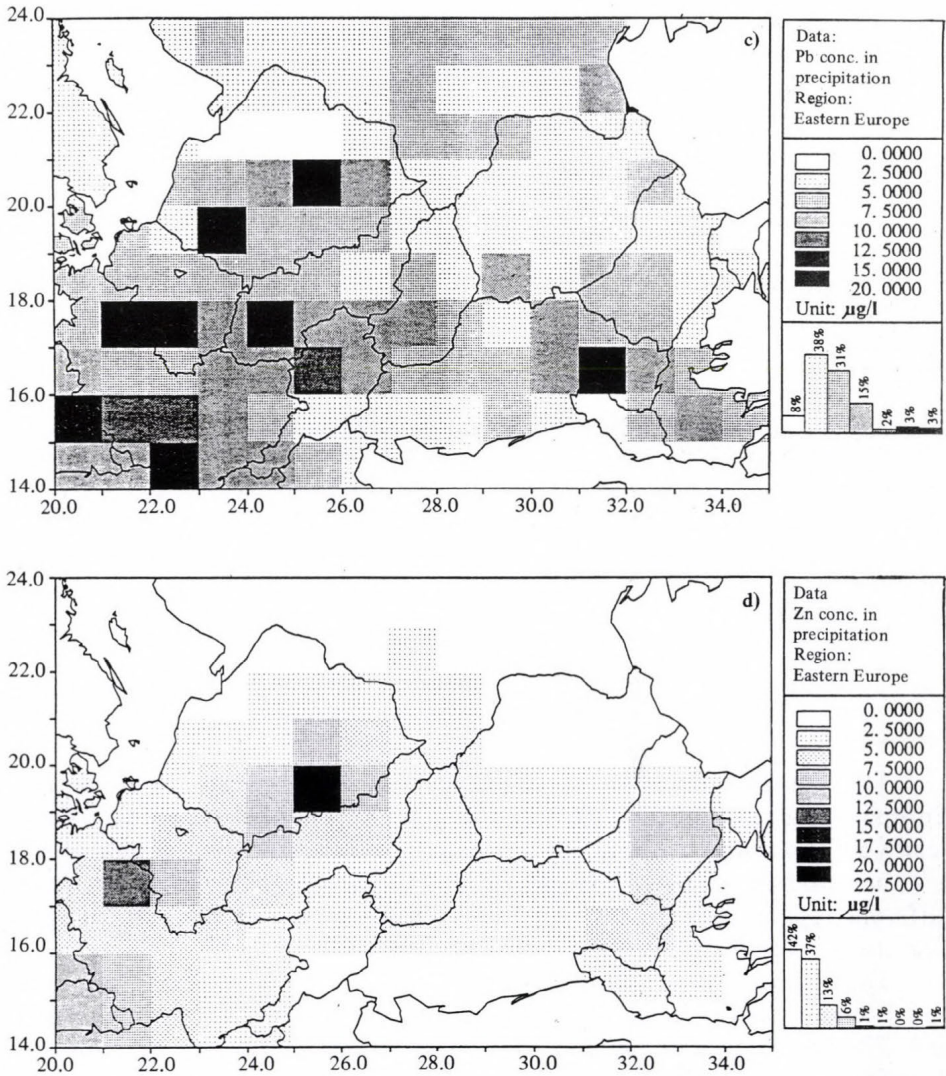 24.0
22.0
20.0
18.0
16.0
14.0
20.0 22.0 24.0 26.0 28.0 30.0 32.0 34.0
c)
Data:
Pb conc. in
precipitation
Region:
Eastern Europe
0. 0000
2. 5000
5. 0000
7. 5000
10. 0000
12. 5000
15. 0000
20. 0000
Unit: µg/l
8% 38% 31% 15% 2% 3% 3%
24.0
22.0
20.0
18.0
16.0
14.0
20.0 22.0 24.0 26.0 28.0 30.0 32.0 34.0
d)
Data
Zn conc. in
precipitation
Region:
Eastern Europe
0. 0000
2. 5000
5. 0000
7. 5000
10. 0000
12. 5000
15. 0000
17. 5000
20. 0000
22. 5000
Unit: µg/l
42% 37% 13% 6% 1% 1% 0% 0% 1%